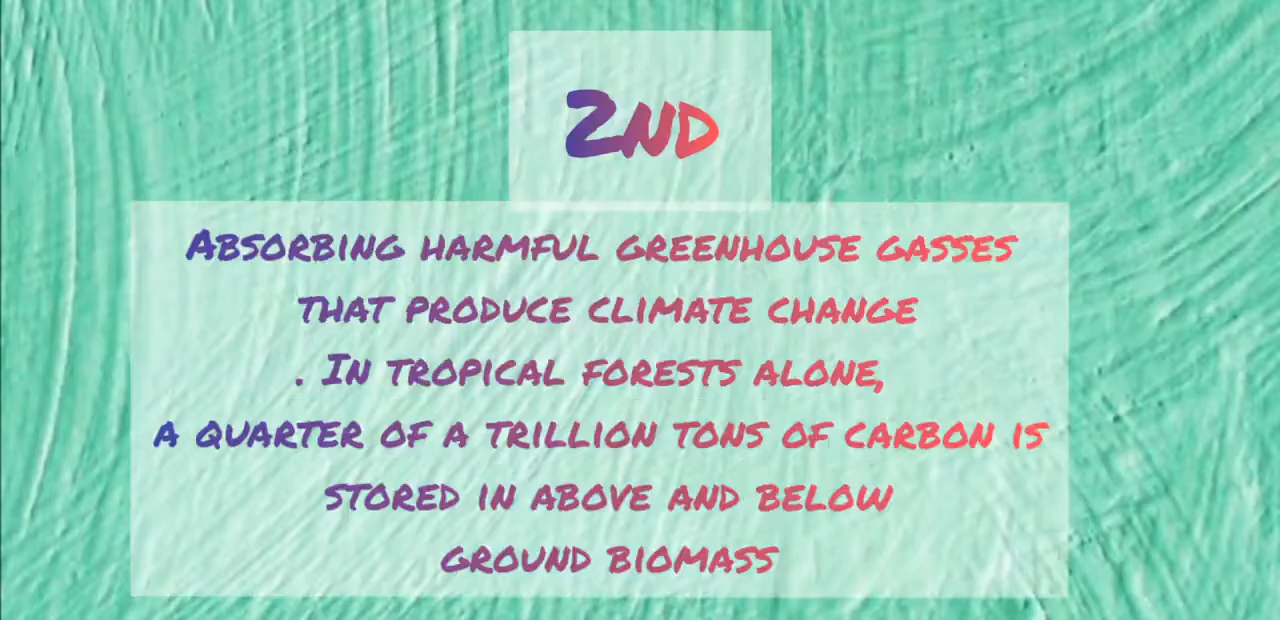 2nd
Absorbing harmful greenhouse gasses
that produce climate change
. In tropical forests alone,
a quarter of a trillion tons of carbon is
stored in above and below
ground biomass